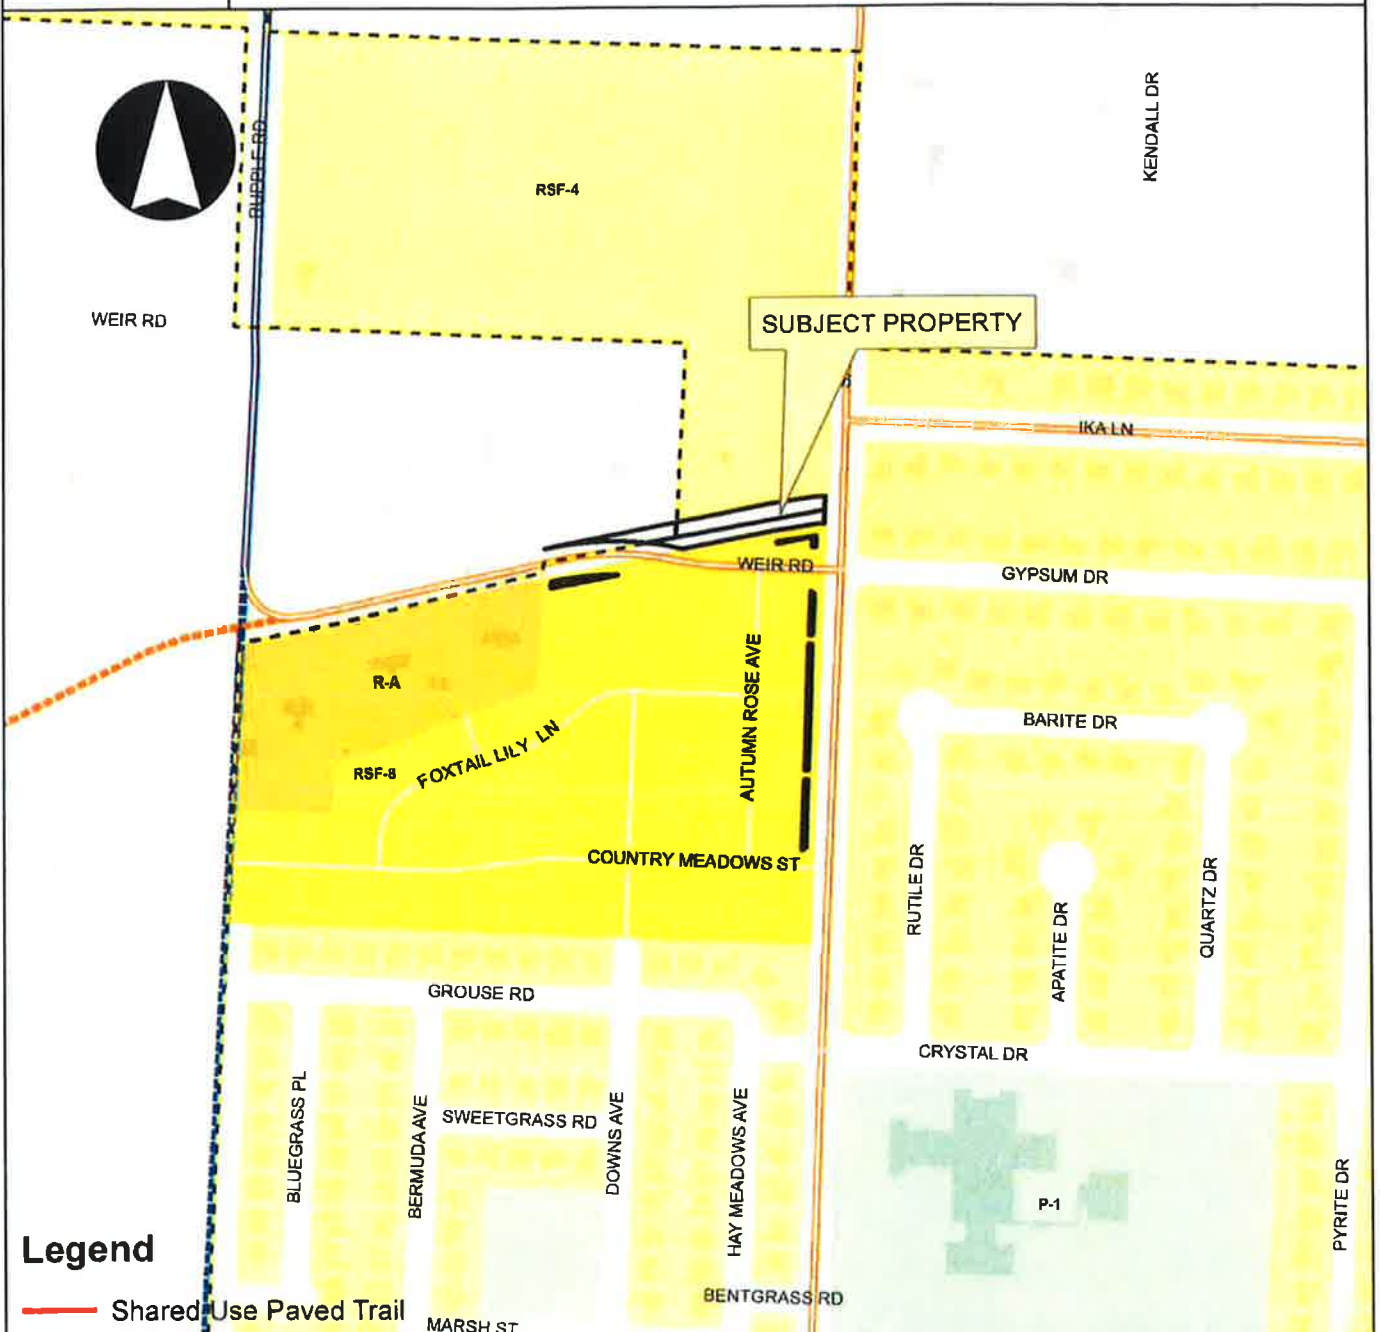 KENDALL DR
RUPPLE RD
RSF-4
WEIR RD
SUBJECT PROPERTY
IKA LN
WEIR RD
GYPSUM DR
R-A
AUTUMN ROSE AVE
BARITE DR
FOXTAIL LILY LN
RSF-8
COUNTRY MEADOWS ST
RUTILE DR
QUARTZ DR
APATITE DR
GROUSE RD
CRYSTAL DR
BLUEGRASS PL
BERMUDA AVE
SWEETGRASS RD
DOWNS AVE
HAY MEADOWS AVE
P-1
PYRITE DR
Legend
BENTGRASS RD
Shared Use Paved Trail
MARSH ST